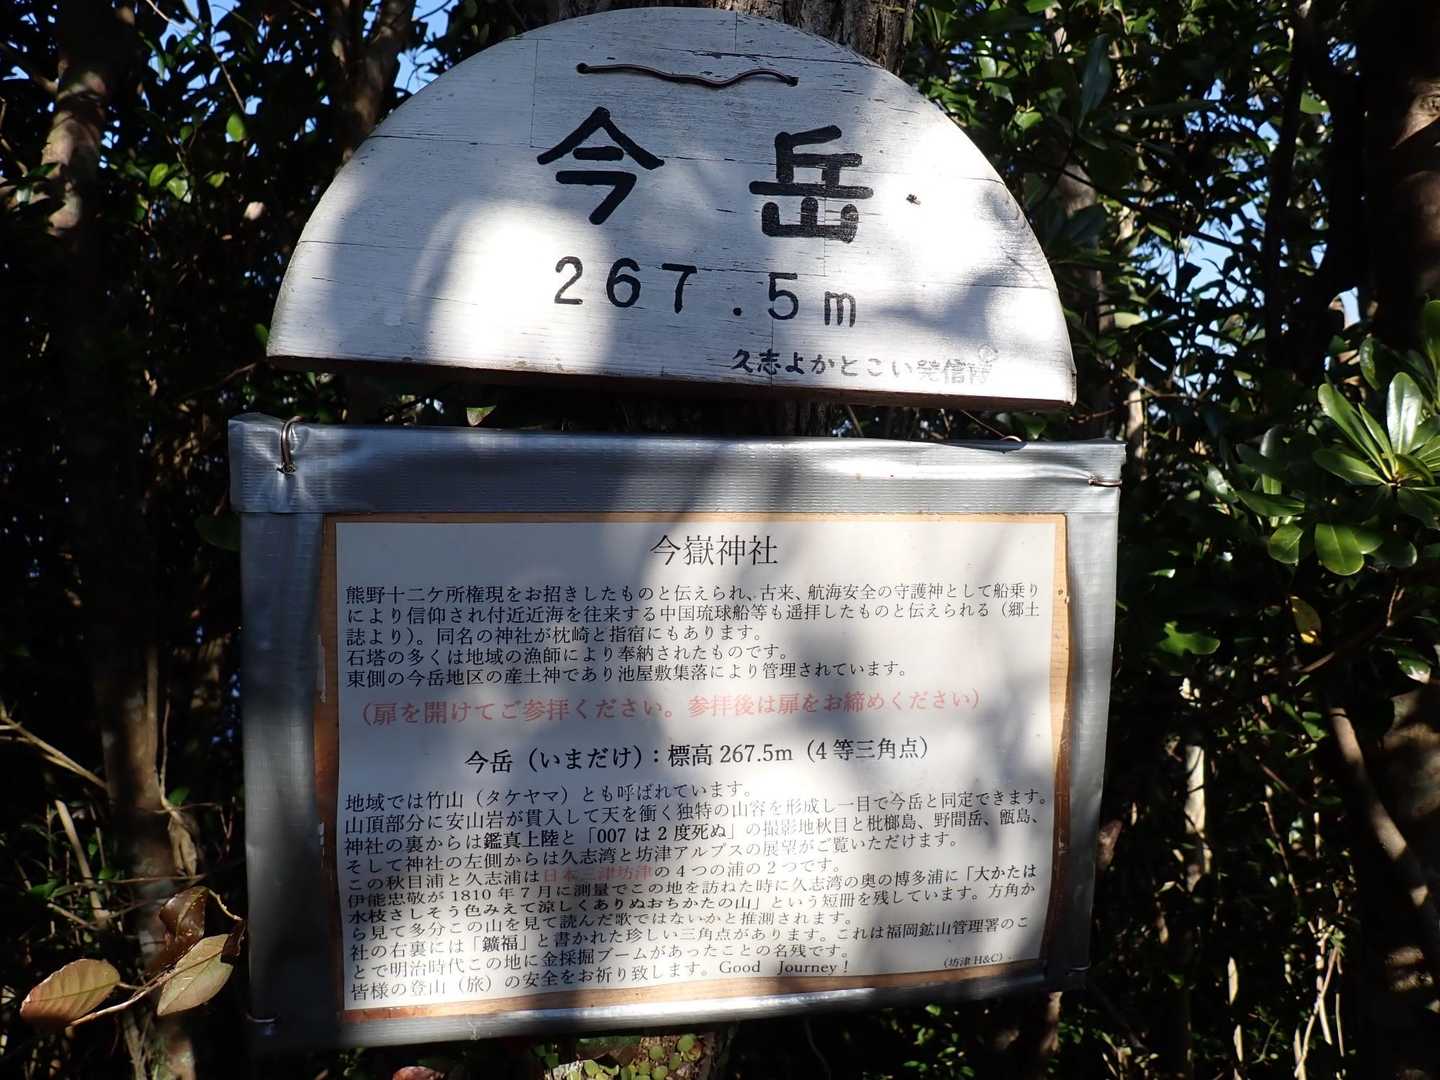 今岳
267.5m
久志よかとこい発信
今嶽神社
熊野十二ケ所権現をお招きしたものと伝えられ、古来、航海安全の守護神として船乗り
により信仰され付近近海を往来する中国琉球船等も遥拝したものと伝えられる（郷土
誌より）。同名の神社が枕崎と指宿にもあります。
石塔の多くは地域の漁師により奉納されたものです。
東側の今岳地区の産土神であり池屋敷集落により管理されています。
（扉を開けてご参拝ください。参拝後は扉をお締めください）
今岳（いまだけ）：標高267.5m（4等三角点）
地域では竹山（タケヤマ）とも呼ばれています。
山頂部分に安山岩が貫入して天を衝く独特の山容を形成し一目で今岳と同定できます。
神社の裏からは鑑真上陸と「007は2度死ぬ」の撮影地秋目と枇榔島、野間岳、甑島、
そして神社の左側からは久志湾と坊津アルプスの展望がご覧いただけます。
この秋目浦と久志浦は日本三津坊津の4つの浦の2つです。
伊能忠敬が1810年7月に測量でこの地を訪ねた時に久志湾の奥の博多浦に「大かたは
水枝さしそう色みえて涼しくありぬおちかたの山」という短冊を残しています。方角か
ら見て多分この山を見て読んだ歌ではないかと推測されます。
社の右裏には「鑛福」と書かれた珍しい三角点があります。これは福岡鉱山管理署のこ
とで明治時代この地に金採掘ブームがあったことの名残です。
皆様の登山（旅）の安全をお祈り致します。Good Journey！
（坊津H&C）.